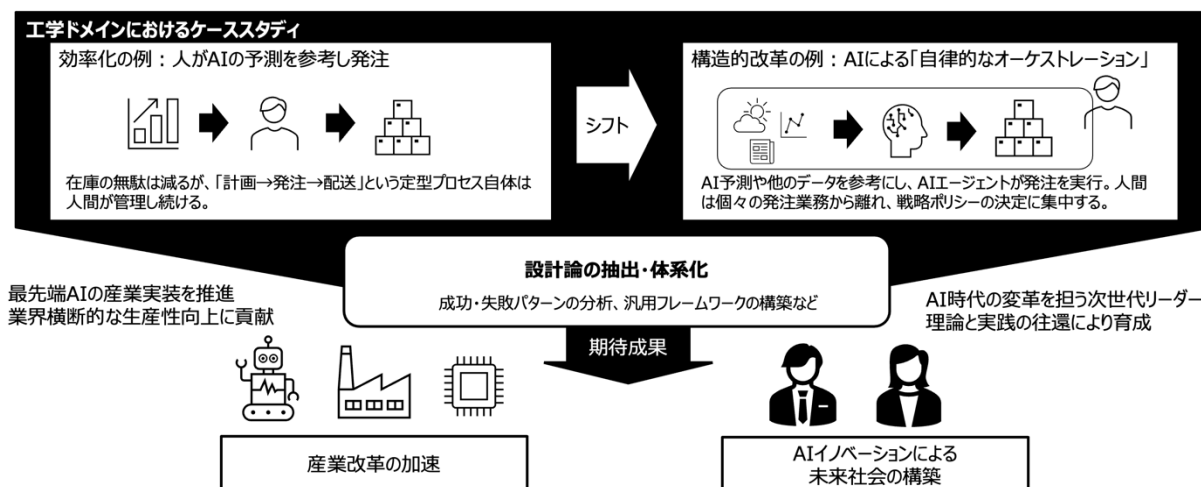 工学ドメインにおけるケーススタディ
効率化の例：人がAIの予測を参考し発注
在庫の無駄は減るが、「計画→発注→配送」という定型プロセス自体は
人間が管理し続ける。
シフト
構造的改革の例：AIによる「自律的なオーケストレーション」
AI予測や他のデータを参考にし、AIエージェントが発注を実行。人間
は個々の発注業務から離れ、戦略ポリシーの決定に集中する。
設計論の抽出・体系化
成功・失敗パターンの分析、汎用フレームワークの構築など
最先端AIの産業実装を推進
業界横断的な生産性向上に貢献
AI時代の変革を担う次世代リーダー
理論と実践の往還により育成
期待成果
産業改革の加速
AIイノベーションによる
未来社会の構築